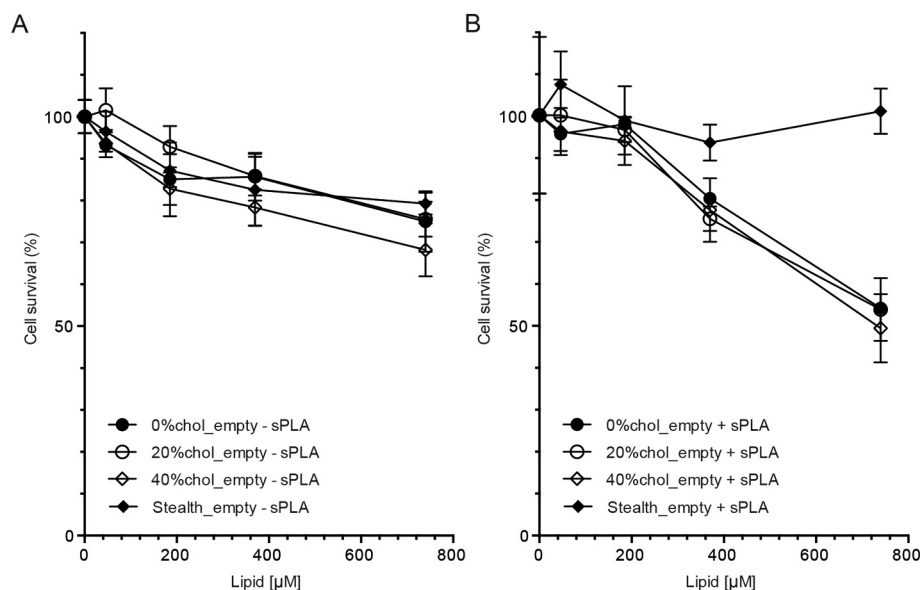 A
Cell survival (%)
100
50
0
0%chol_empty - sPLA
20%chol_empty - sPLA
40%chol_empty - sPLA
Stealth_empty - sPLA
0 200 400 600 800
Lipid [µM]
B
Cell survival (%)
100
50
0
0%chol_empty + sPLA
20%chol_empty + sPLA
40%chol_empty + sPLA
Stealth_empty + sPLA
0 200 400 600 800
Lipid [µM]